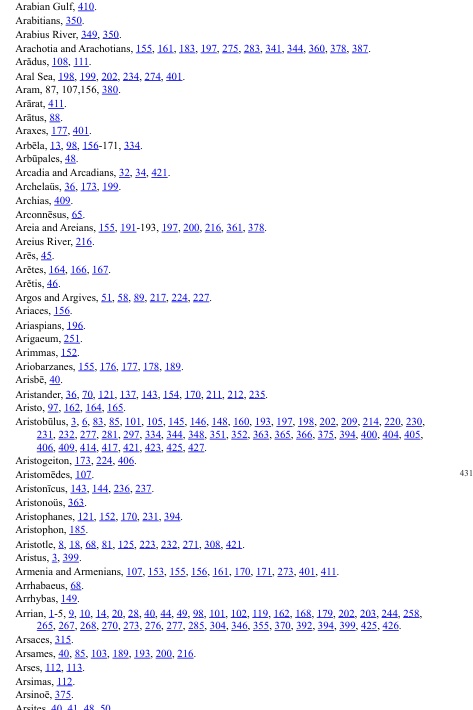 Arabian Gulf, 410.
Arabitians, 350.
Arabius River, 349, 350.
Arachotia and Arachotians, 155, 161, 183, 197, 275, 283, 341, 344, 360, 378, 387.
Arădus, 108, 111.
Aral Sea, 198, 199, 202, 234, 274, 401.
Aram, 87, 107,156, 380.
Arărat, 411.
Arātus, 88.
Araxes, 177, 401.
Arbēla, 13, 98, 156-171, 334.
Arbūpales, 48.
Arcadia and Arcadians, 32, 34, 421.
Archelaüs, 36, 173, 199.
Archias, 409.
Arconnēsus, 65.
Areia and Areians, 155, 191-193, 197, 200, 216, 361, 378.
Areius River, 216.
Arēs, 45.
Arētes, 164, 166, 167.
Arētis, 46.
Argos and Argives, 51, 58, 89, 217, 224, 227.
Ariaces, 156.
Ariaspians, 196.
Arigaeum, 251.
Arimmas, 152.
Ariobarzanes, 155, 176, 177, 178, 189.
Arisbē, 40.
Aristander, 36, 70, 121, 137, 143, 154, 170, 211, 212, 235.
Aristo, 97, 162, 164, 165.
Aristobūlus, 3, 6, 83, 85, 101, 105, 145, 146, 148, 160, 193, 197, 198, 202, 209, 214, 220, 230,
231, 232, 277, 281, 297, 334, 344, 348, 351, 352, 363, 365, 366, 375, 394, 400, 404, 405,
406, 409, 414, 417, 421, 423, 425, 427.
Aristogeiton, 173, 224, 406.
Aristomēdes, 107.
Aristonīcus, 143, 144, 236, 237.
431
Aristonoüs, 363.
Aristophanes, 121, 152, 170, 231, 394.
Aristophon, 185.
Aristotle, 8, 18, 68, 81, 125, 223, 232, 271, 308, 421.
Aristus, 3, 399.
Armenia and Armenians, 107, 153, 155, 156, 161, 170, 171, 273, 401, 411.
Arrhabaeus, 68.
Arrhybas, 149.
Arrian, 1-5, 9, 10, 14, 20, 28, 40, 44, 49, 98, 101, 102, 119, 162, 168, 179, 202, 203, 244, 258,
265, 267, 268, 270, 273, 276, 277, 285, 304, 346, 355, 370, 392, 394, 399, 425, 426.
Arsaces, 315.
Arsames, 40, 85, 103, 189, 193, 200, 216.
Arses, 112, 113.
Arsimas, 112.
Arsinoē, 375.
Arsites, 40, 41, 48, 50.